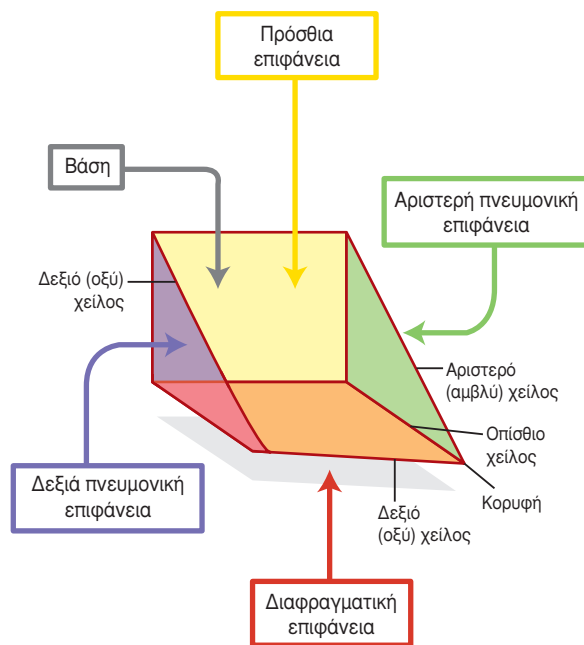 Πρόσθια
επιφάνεια
Βάση
Αριστερή πνευμονική
επιφάνεια
Δεξιό (οξύ)
χείλος
Αριστερό
(αμβλύ) χείλος
Οπίσθιο
χείλος
Κορυφή
Δεξιά πνευμονική
επιφάνεια
Δεξιό
(οξύ) χείλος
Διαφραγματική
επιφάνεια